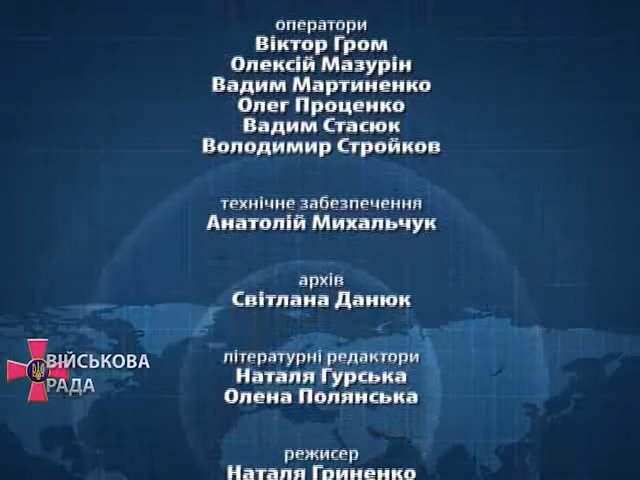 оператори
Віктор Гром
Олексій Мазурін
Вадим Мартиненко
Олег Проценко
Вадим Стасюк
Володимир Стройков
технічне забезпечення
Анатолій Михальчук
архів
Світлана Данюк
літературні редактори
Наталя Гурська
Олена Полянська
режисер
Наталя Гриненко
ВІЙСЬКОВА
РАДА